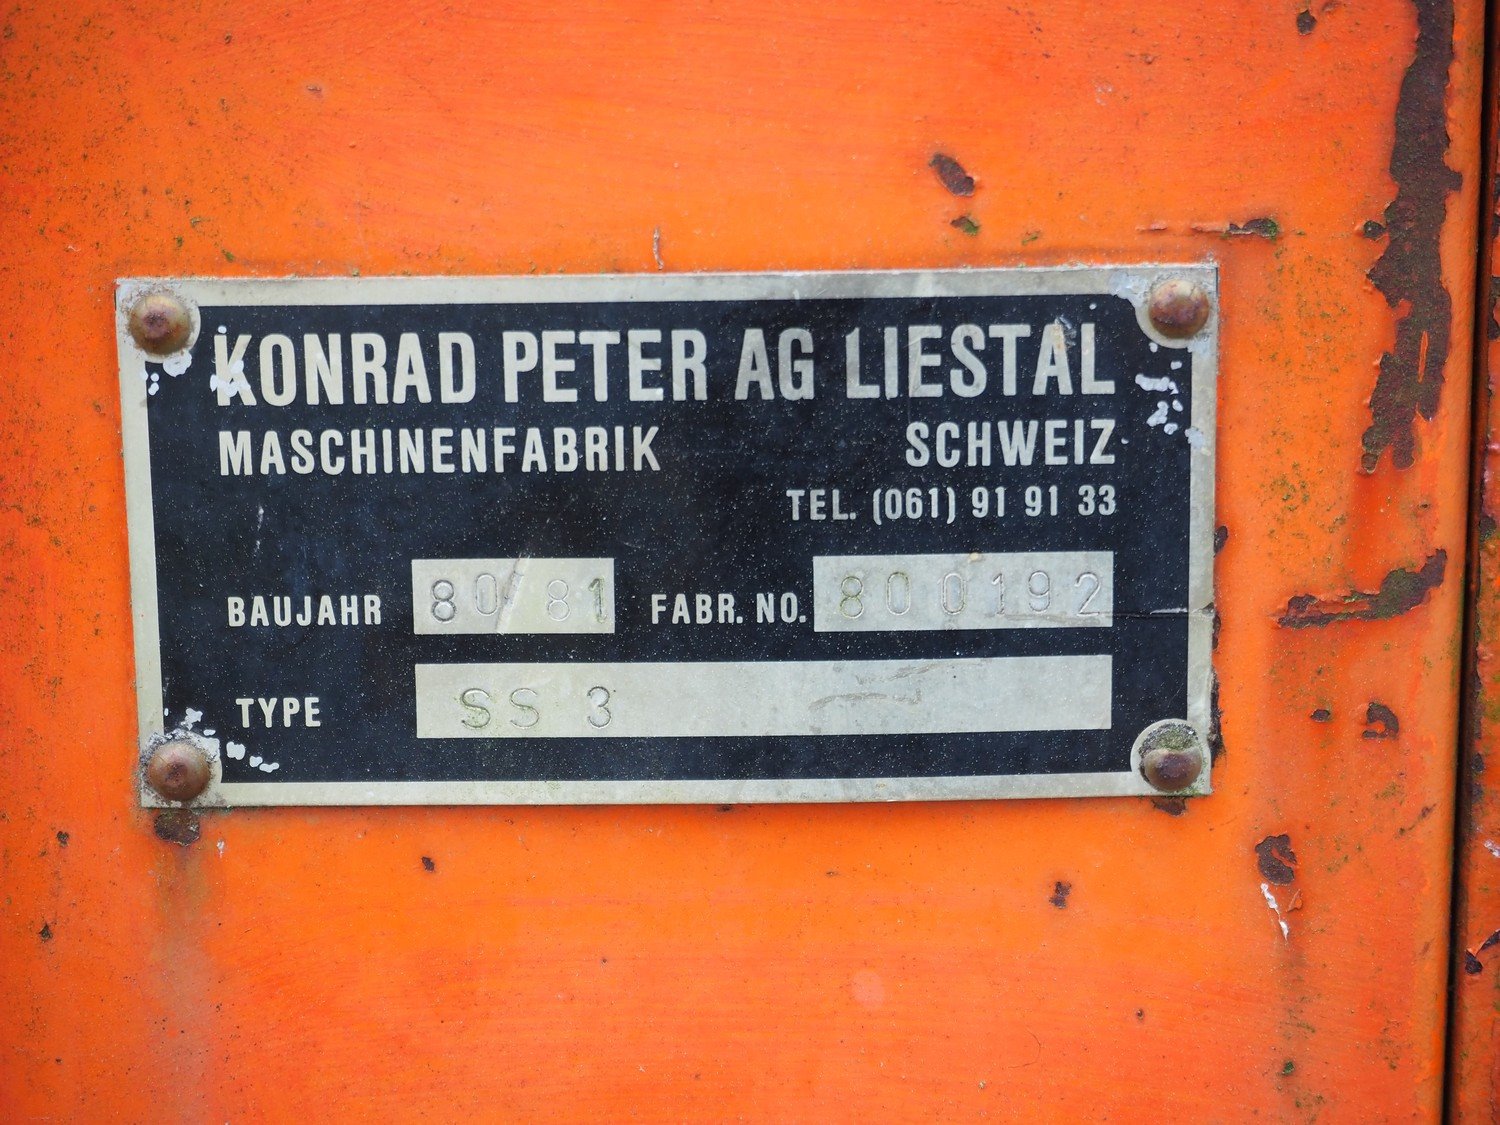 KONRAD PETER AG LIESTAL
MASCHINENFABRIK SCHWEIZ
TEL. (061) 91 91 33
BAUJAHR 80/81 FABR. NO. 800192
TYPE SS 3